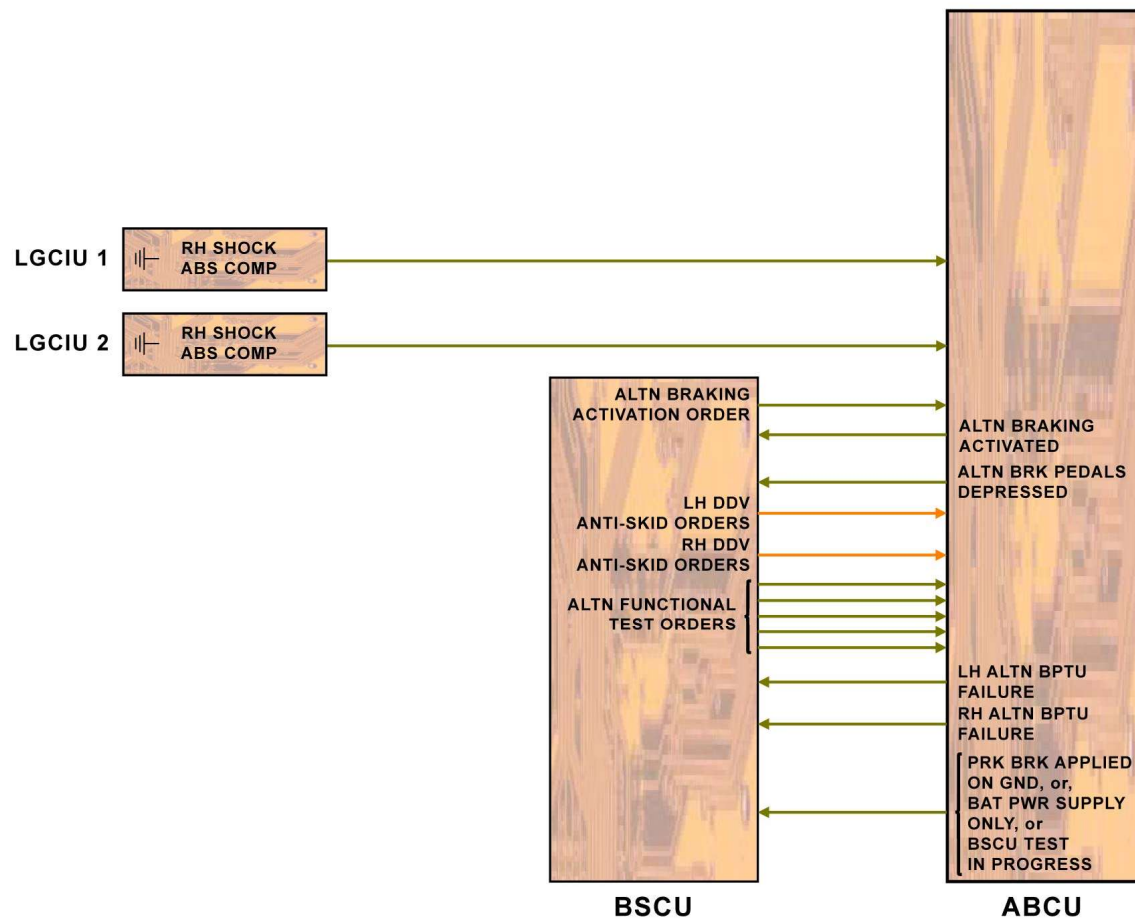 LGCIU 1
RH SHOCK
ABS COMP
LGCIU 2
RH SHOCK
ABS COMP
ALTN BRAKING
ACTIVATION ORDER
ALTN BRAKING
ACTIVATED
ALTN BRK PEDALS
DEPRESSED
LH DDV
ANTI-SKID ORDERS
RH DDV
ANTI-SKID ORDERS
ALTN FUNCTIONAL
TEST ORDERS
LH ALTN BPTU
FAILURE
RH ALTN BPTU
FAILURE
PRK BRK APPLIED
ON GND, or,
BAT PWR SUPPLY
ONLY, or
BSCU TEST
IN PROGRESS
BSCU
ABCU